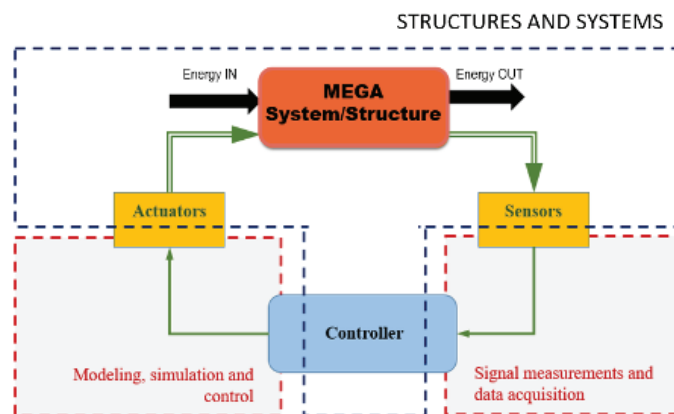 STRUCTURES AND SYSTEMS
Energy IN
Energy OUT
MEGA
System/Structure
Actuators
Sensors
Controller
Modeling, simulation and
control
Signal measurements and
data acquisition